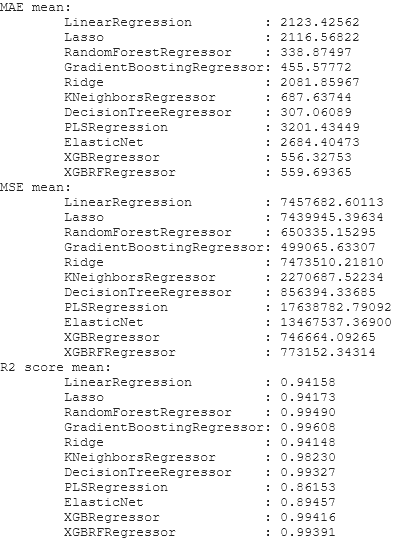 MAE mean:
LinearRegression : 2123.42562
Lasso : 2116.56822
RandomForestRegressor : 338.87497
GradientBoostingRegressor: 455.57772
Ridge : 2081.85967
KNeighborsRegressor : 687.63744
DecisionTreeRegressor : 307.06089
PLSRegression : 3201.43449
ElasticNet : 2684.40473
XGBRegressor : 556.32753
XGBRFRegressor : 559.69365
MSE mean:
LinearRegression : 7457682.60113
Lasso : 7439945.39634
RandomForestRegressor : 650335.15295
GradientBoostingRegressor: 499065.63307
Ridge : 7473510.21810
KNeighborsRegressor : 2270687.52234
DecisionTreeRegressor : 856394.33685
PLSRegression : 17638782.79092
ElasticNet : 13467537.36900
XGBRegressor : 746664.09265
XGBRFRegressor : 773152.34314
R2 score mean:
LinearRegression : 0.94158
Lasso : 0.94173
RandomForestRegressor : 0.99490
GradientBoostingRegressor: 0.99608
Ridge : 0.94148
KNeighborsRegressor : 0.98230
DecisionTreeRegressor : 0.99327
PLSRegression : 0.86153
ElasticNet : 0.89457
XGBRegressor : 0.99416
XGBRFRegressor : 0.99391